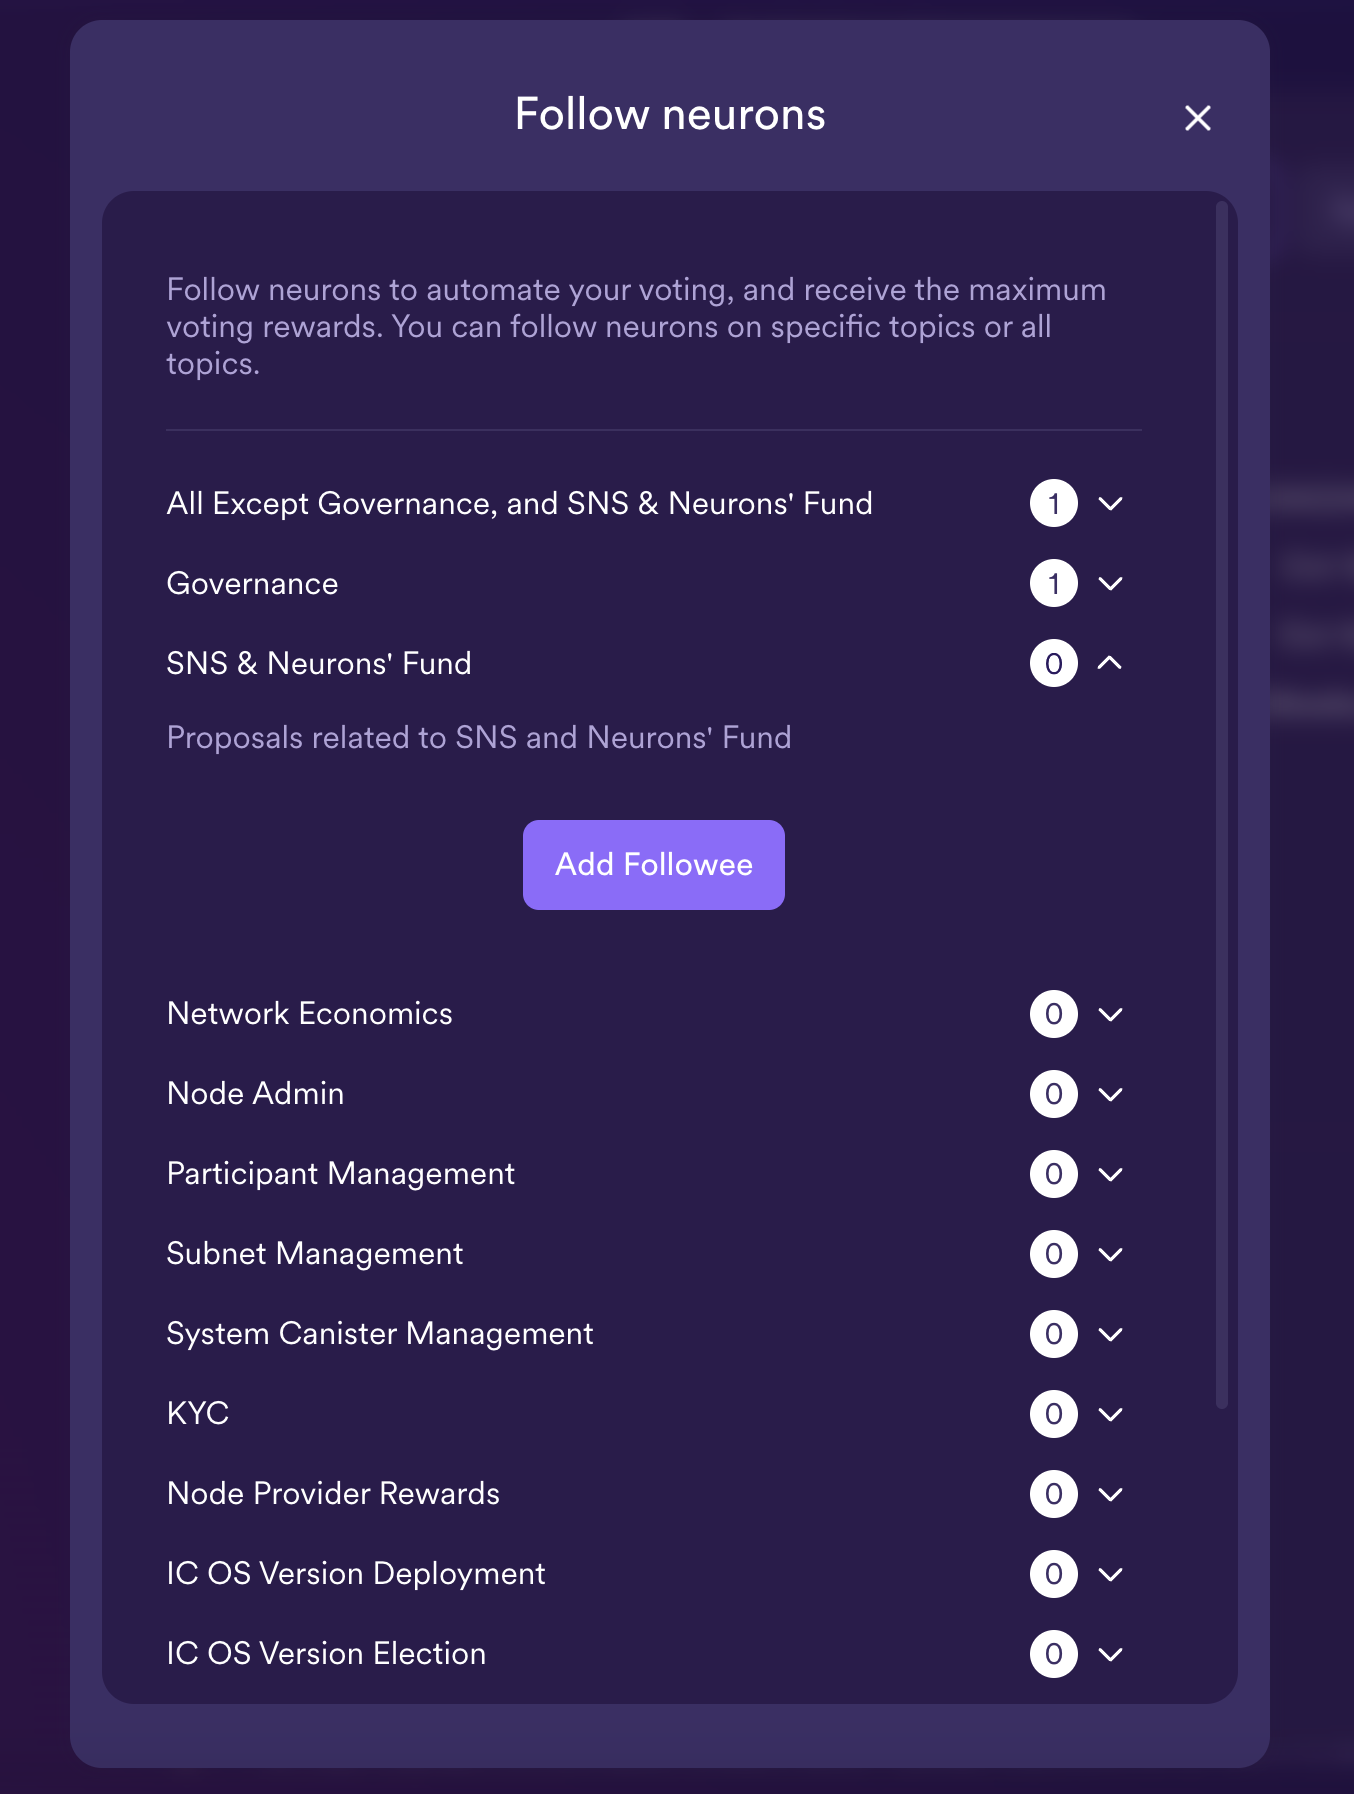 Follow neurons
Follow neurons to automate your voting, and receive the maximum
voting rewards. You can follow neurons on specific topics or all
topics.
All Except Governance, and SNS & Neurons' Fund 1
Governance 1
SNS & Neurons' Fund 0
Proposals related to SNS and Neurons' Fund
Add Followee
Network Economics 0
Node Admin 0
Participant Management 0
Subnet Management 0
System Canister Management 0
KYC 0
Node Provider Rewards 0
IC OS Version Deployment 0
IC OS Version Election 0